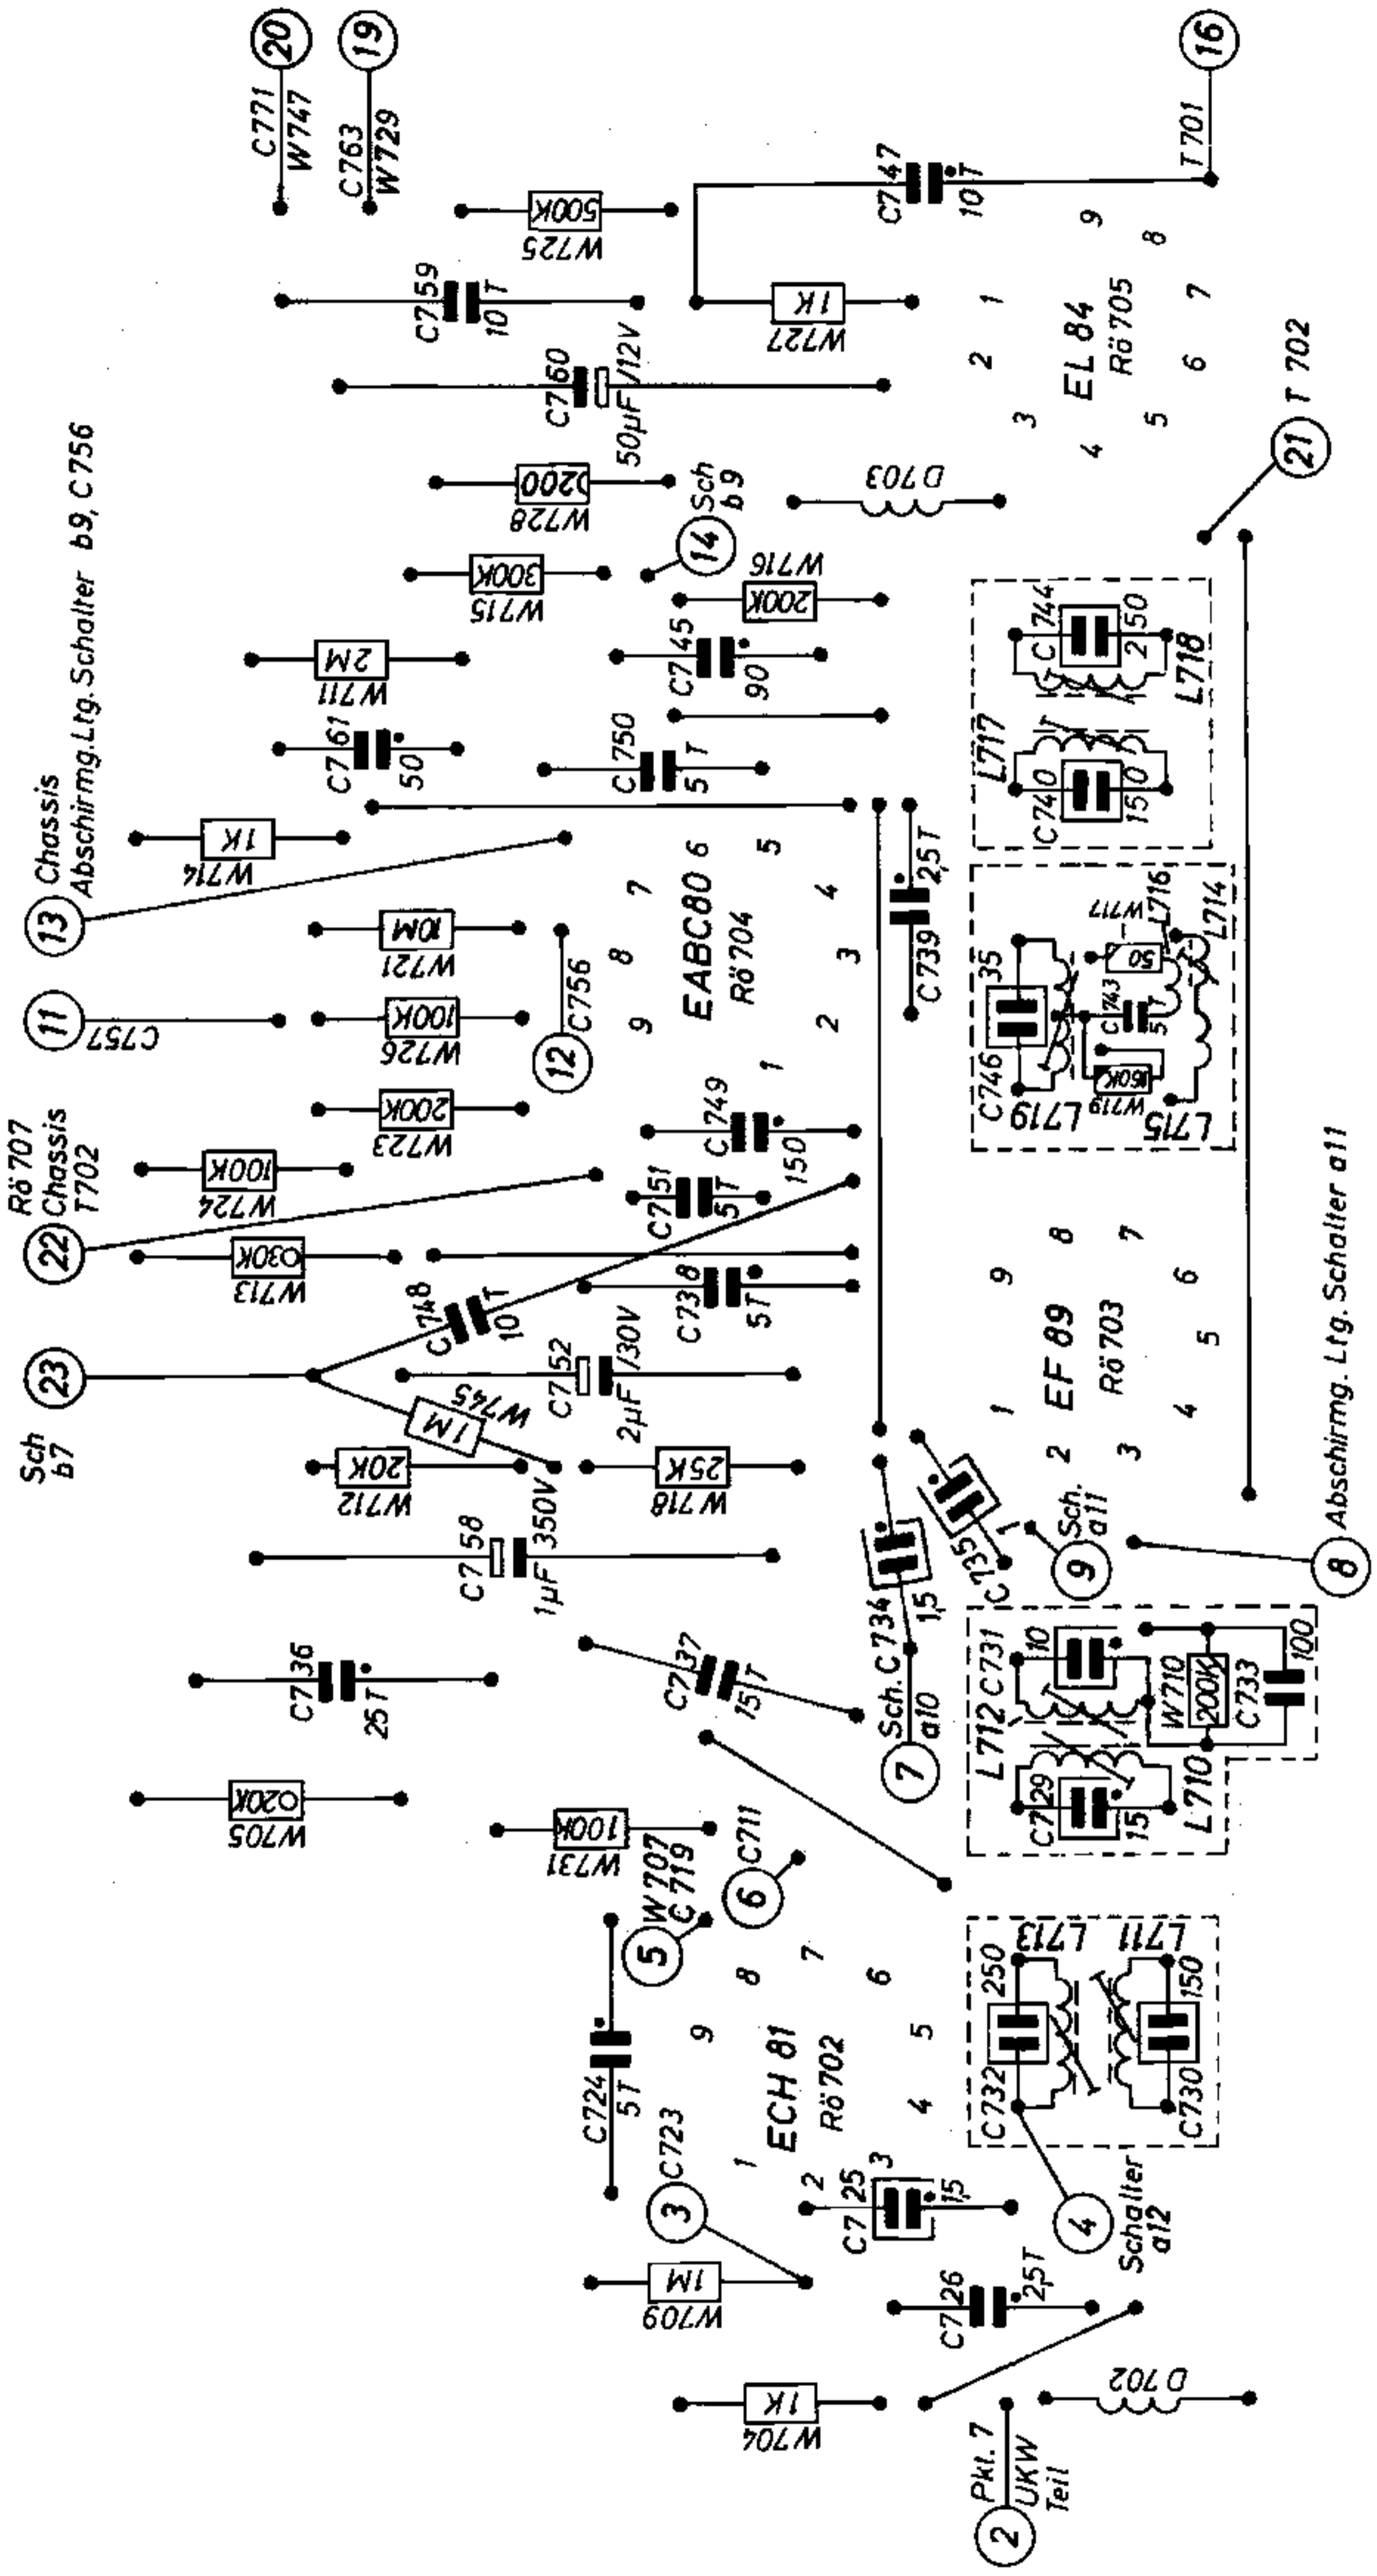 C771
W747
20
C763
W729
19
T701
16
C747
10T
W725
500K
C759
10T
W727
1K
C760
50µF/12V
EL 84
Rö705
1
2
3
4
5
6
7
8
9
21
T 702
D703
W728
200
14
Sch
b9
W715
300K
W716
200K
W711
2M
C745
90
C761
50
C750
5T
13
Chassis
Abschirmg.Ltg.Schalter b9, C756
W714
1K
C744
250
L718
L717
C740
150
W721
10M
11
C757
W726
100K
12
C756
W723
200K
EABC80
Rö704
1
2
3
4
5
6
7
8
9
C739
2,5T
C746
35
L719
W717
50
L716
L714
C743
5T
W719
160K
L715
Rö707
22
Chassis
T702
W724
100K
W713
30K
C749
150
C751
5T
C738
5T
C748
10T
Sch
b7
23
C752
2µF/30V
W745
1M
W712
20K
W718
25K
C758
1µF 350V
EF 89
Rö703
1
2
3
4
5
6
7
8
9
Sch.
a11
9
8
Abschirmg. Ltg. Schalter a11
C735
C734
1,5
7
Sch.
a10
C736
25T
C737
15T
W705
20K
W731
100K
L712
C731
10
W710
200K
C733
100
C729
15
L710
5
W707
C719
6
C711
C724
5T
ECH 81
Rö702
1
2
3
4
5
6
7
8
9
C732
250
L713
L711
C730
150
4
Schalter
a12
3
C723
W709
1M
C725
1,5
C726
2,5T
W704
1K
D702
2
Pkt. 7
UKW
Teil